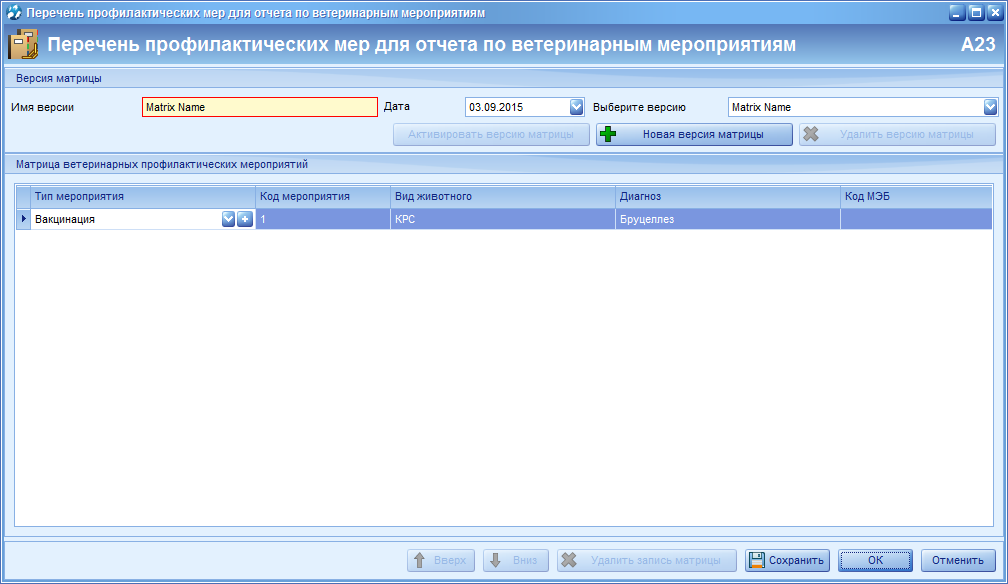 Перечень профилактических мер для отчета по ветеринарным мероприятиям
Перечень профилактических мер для отчета по ветеринарным мероприятиям A23
Версия матрицы
Имя версии Matrix Name Дата 03.09.2015 Выберите версию Matrix Name
Активировать версию матрицы Новая версия матрицы Удалить версию матрицы
Матрица ветеринарных профилактических мероприятий
Тип мероприятия Код мероприятия Вид животного Диагноз Код МЭБ
Вакцинация 1 КРС Бруцеллез
Вверх Вниз Удалить запись матрицы Сохранить ОК Отменить